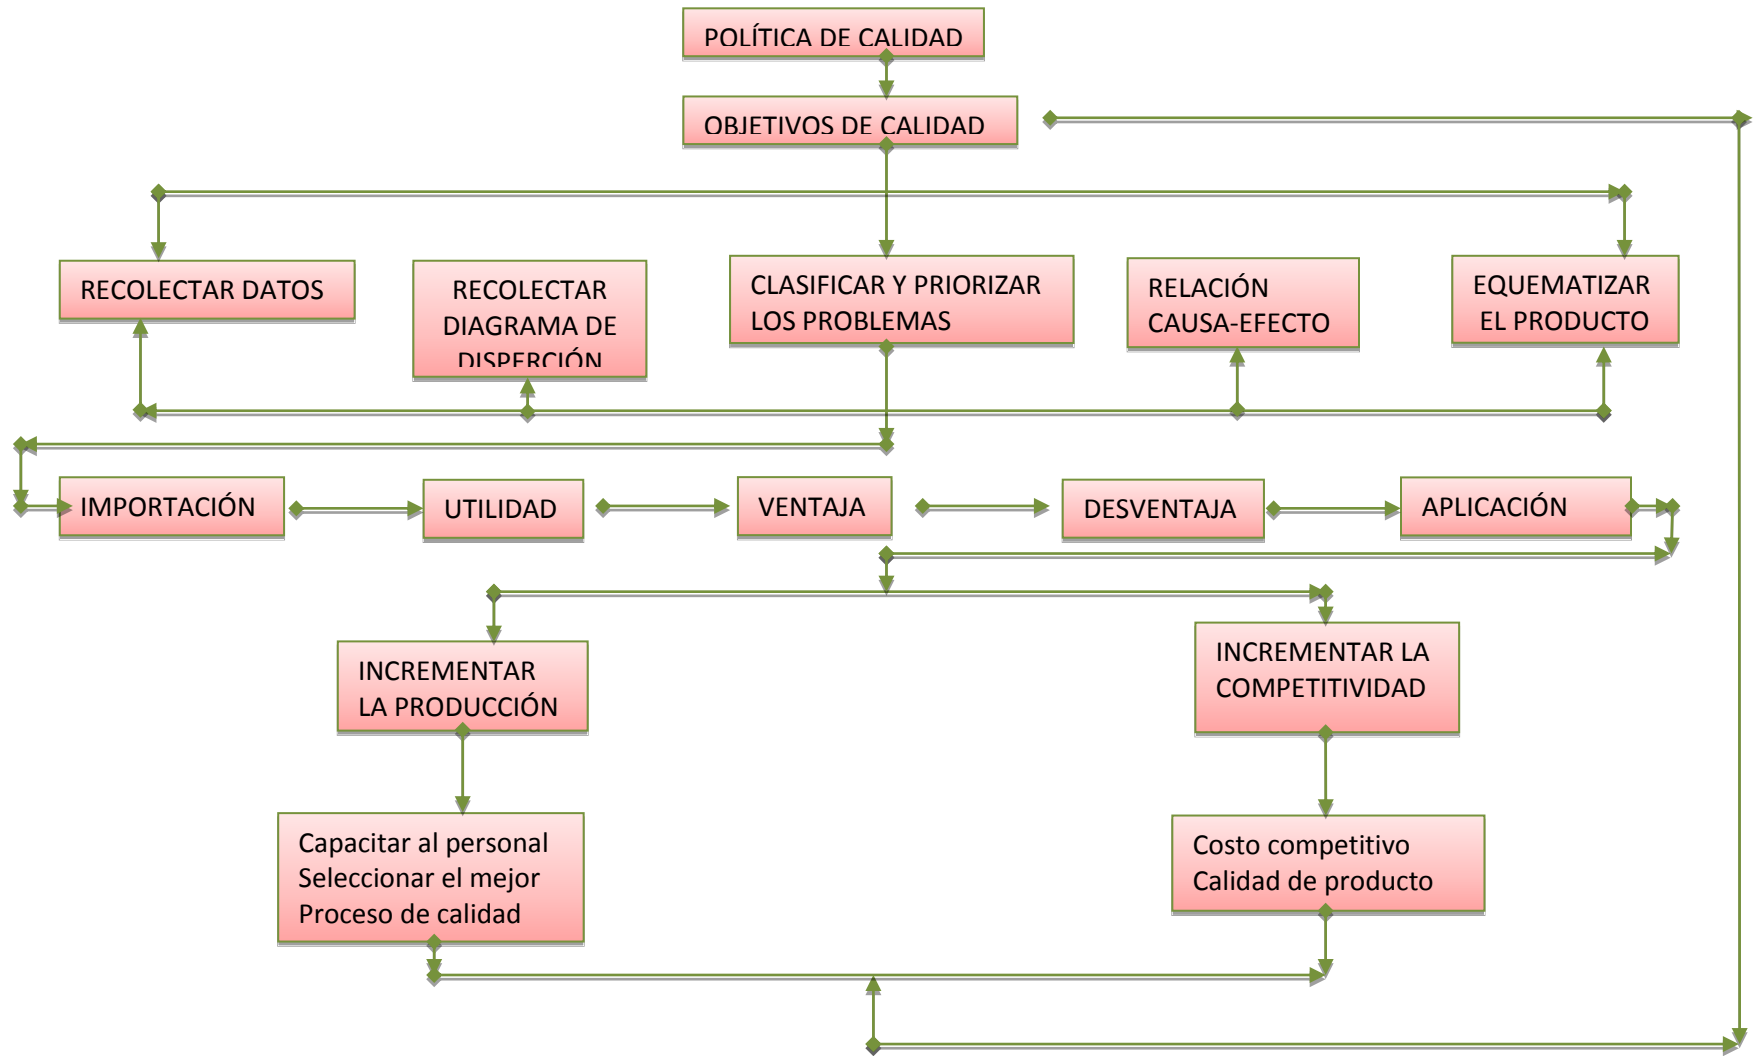 POLÍTICA DE CALIDAD
OBJETIVOS DE CALIDAD
RECOLECTAR DATOS
RECOLECTAR
DIAGRAMA DE
DISPERCIÓN
CLASIFICAR Y PRIORIZAR
LOS PROBLEMAS
RELACIÓN
CAUSA-EFECTO
EQUEMATIZAR
EL PRODUCTO
IMPORTACIÓN
UTILIDAD
VENTAJA
DESVENTAJA
APLICACIÓN
INCREMENTAR
LA PRODUCCIÓN
INCREMENTAR LA
COMPETITIVIDAD
Capacitar al personal
Seleccionar el mejor
Proceso de calidad
Costo competitivo
Calidad de producto